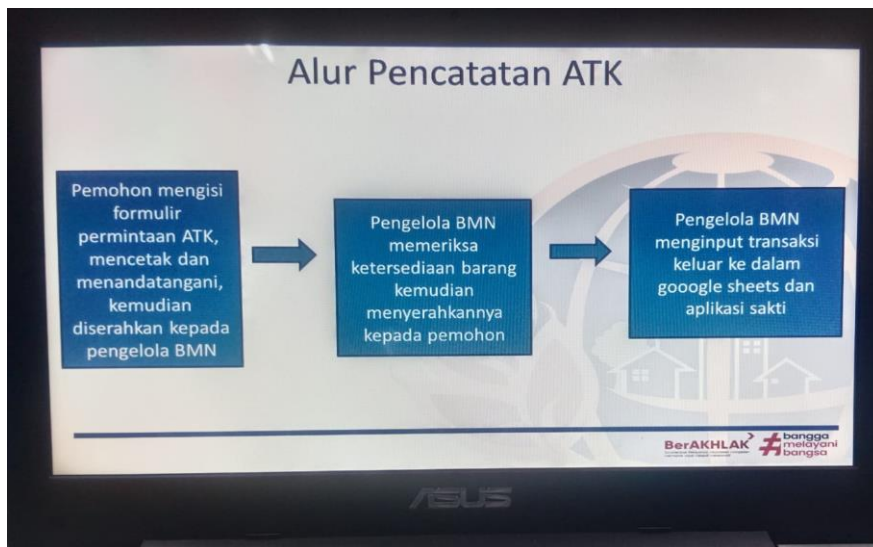 Alur Pencatatan ATK
Pemohon mengisi
formulir
permintaan ATK,
mencetak dan
menandatangani,
kemudian
diserahkan kepada
pengelola BMN
Pengelola BMN
memeriksa
ketersediaan barang
kemudian
menyerahkannya
kepada pemohon
Pengelola BMN
menginput transaksi
keluar ke dalam
gooogle sheets dan
aplikasi sakti
BerAKHLAK
#bangga
melayani
bangsa
ASUS